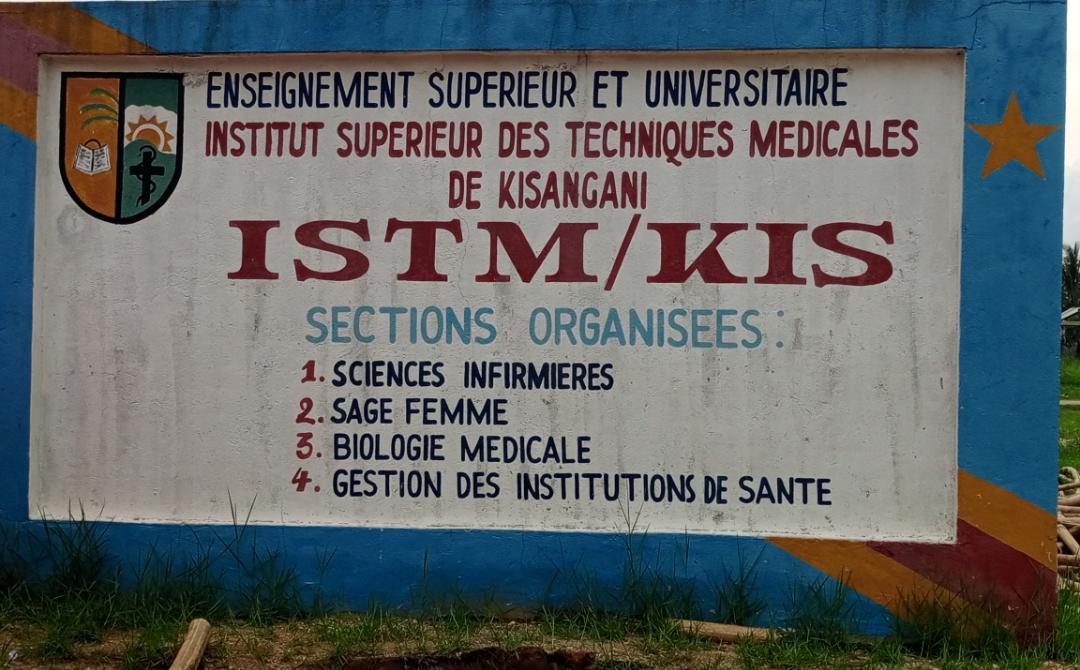 ENSEIGNEMENT SUPERIEUR ET UNIVERSITAIRE
INSTITUT SUPERIEUR DES TECHNIQUES MEDICALES
DE KISANGANI
ISTM/KIS
SECTIONS ORGANISEES :
1. SCIENCES INFIRMIERES
2. SAGE FEMME
3. BIOLOGIE MEDICALE
4. GESTION DES INSTITUTIONS DE SANTE